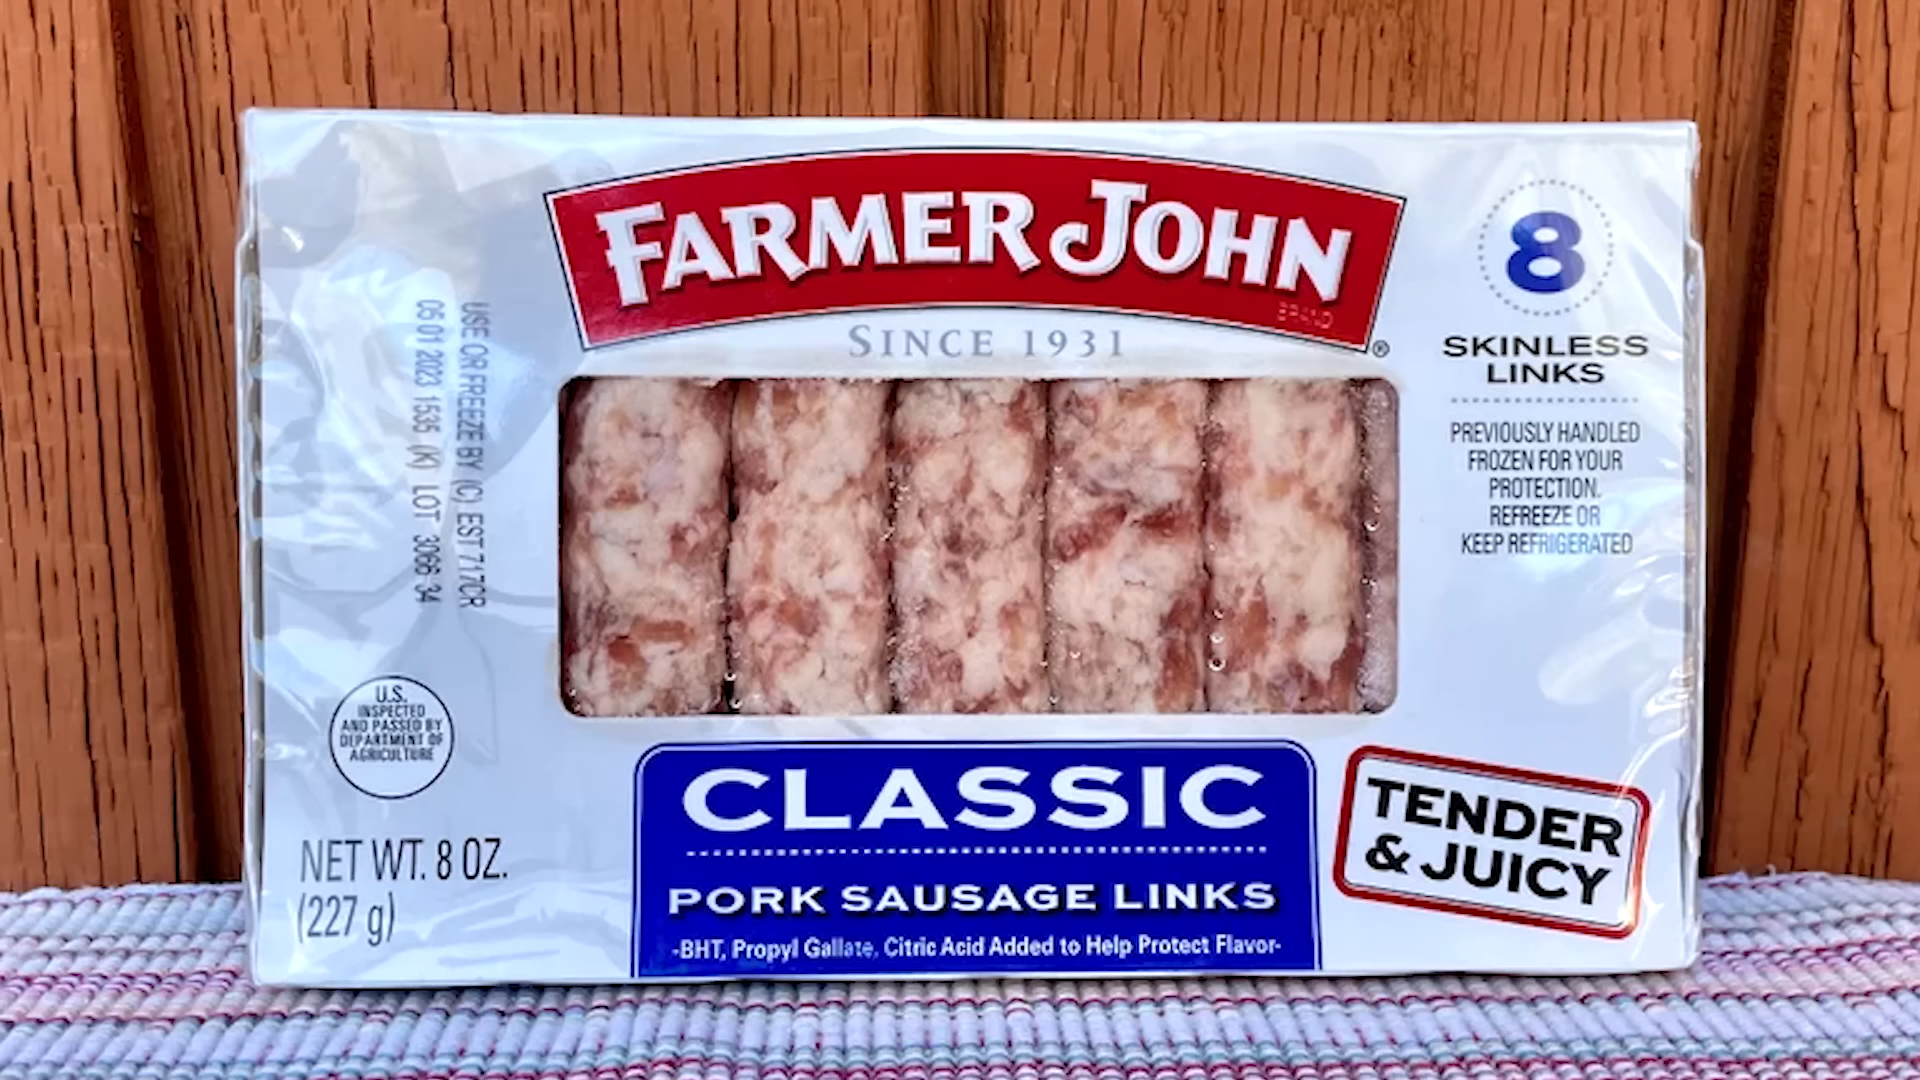 FARMER JOHN
BRAND
®
SINCE 1931
8
SKINLESS
LINKS
PREVIOUSLY HANDLED
FROZEN FOR YOUR
PROTECTION.
REFREEZE OR
KEEP REFRIGERATED
USE OR FREEZE BY (C) EST 717CR
05 01 2023 1535 (K) LOT 3066 34
U.S.
INSPECTED
AND PASSED BY
DEPARTMENT OF
AGRICULTURE
NET WT. 8 OZ.
(227 g)
CLASSIC
PORK SAUSAGE LINKS
-BHT, Propyl Gallate, Citric Acid Added to Help Protect Flavor-
TENDER
& JUICY